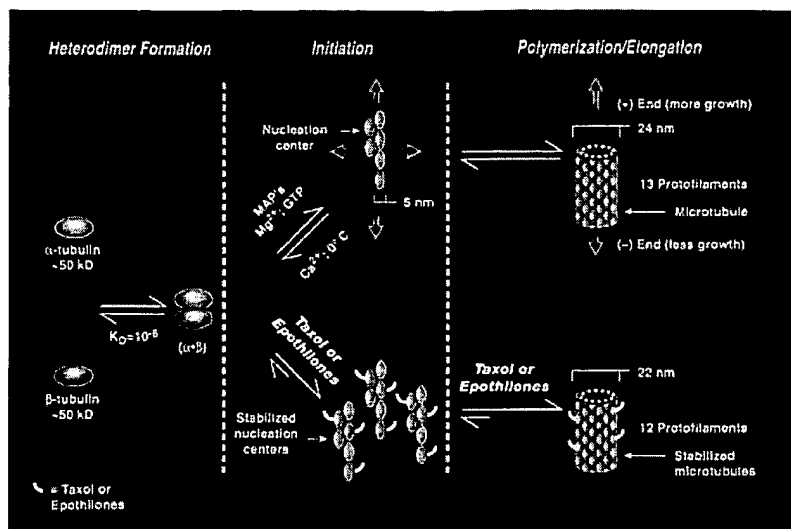 Heterodimer Formation
Initiation
Polymerization/Elongation
Nucleation
center
5 nm
MAP's
Mg2+; GTP
Ca2+; 0° C
(+) End (more growth)
24 nm
13 Protofilaments
Microtubule
(–) End (less growth)
α-tubulin
~50 kD
KD=10-6
(α•β)
β-tubulin
~50 kD
Taxol or
Epothilones
Stabilized
nucleation
centers
Taxol or
Epothilones
22 nm
12 Protofilaments
Stabilized
microtubules
= Taxol or
Epothilones